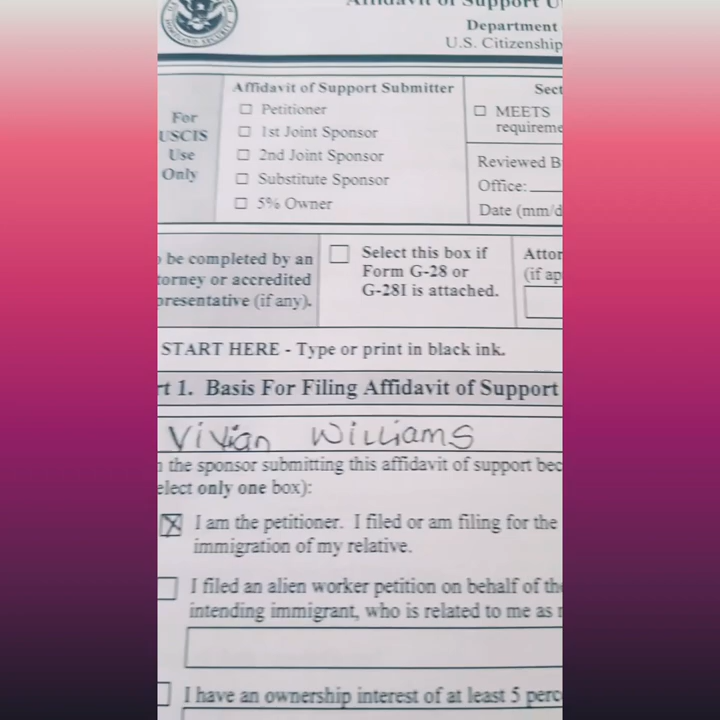 Affidavit of Support U
Department
U.S. Citizenship
HOMELAND SECURITY
For
USCIS
Use
Only
Affidavit of Support Submitter
☐ Petitioner
☐ 1st Joint Sponsor
☐ 2nd Joint Sponsor
☐ Substitute Sponsor
☐ 5% Owner
Sect
☐ MEETS
requireme
Reviewed B
Office:
Date (mm/d
be completed by an
torney or accredited
presentative (if any).
☐ Select this box if
Form G-28 or
G-28I is attached.
Attor
(if ap
START HERE - Type or print in black ink.
rt 1. Basis For Filing Affidavit of Support
Vivian Williams
the sponsor submitting this affidavit of support bec
elect only one box):
☒ I am the petitioner. I filed or am filing for the
immigration of my relative.
☐ I filed an alien worker petition on behalf of the
intending immigrant, who is related to me as
☐ I have an ownership interest of at least 5 perc